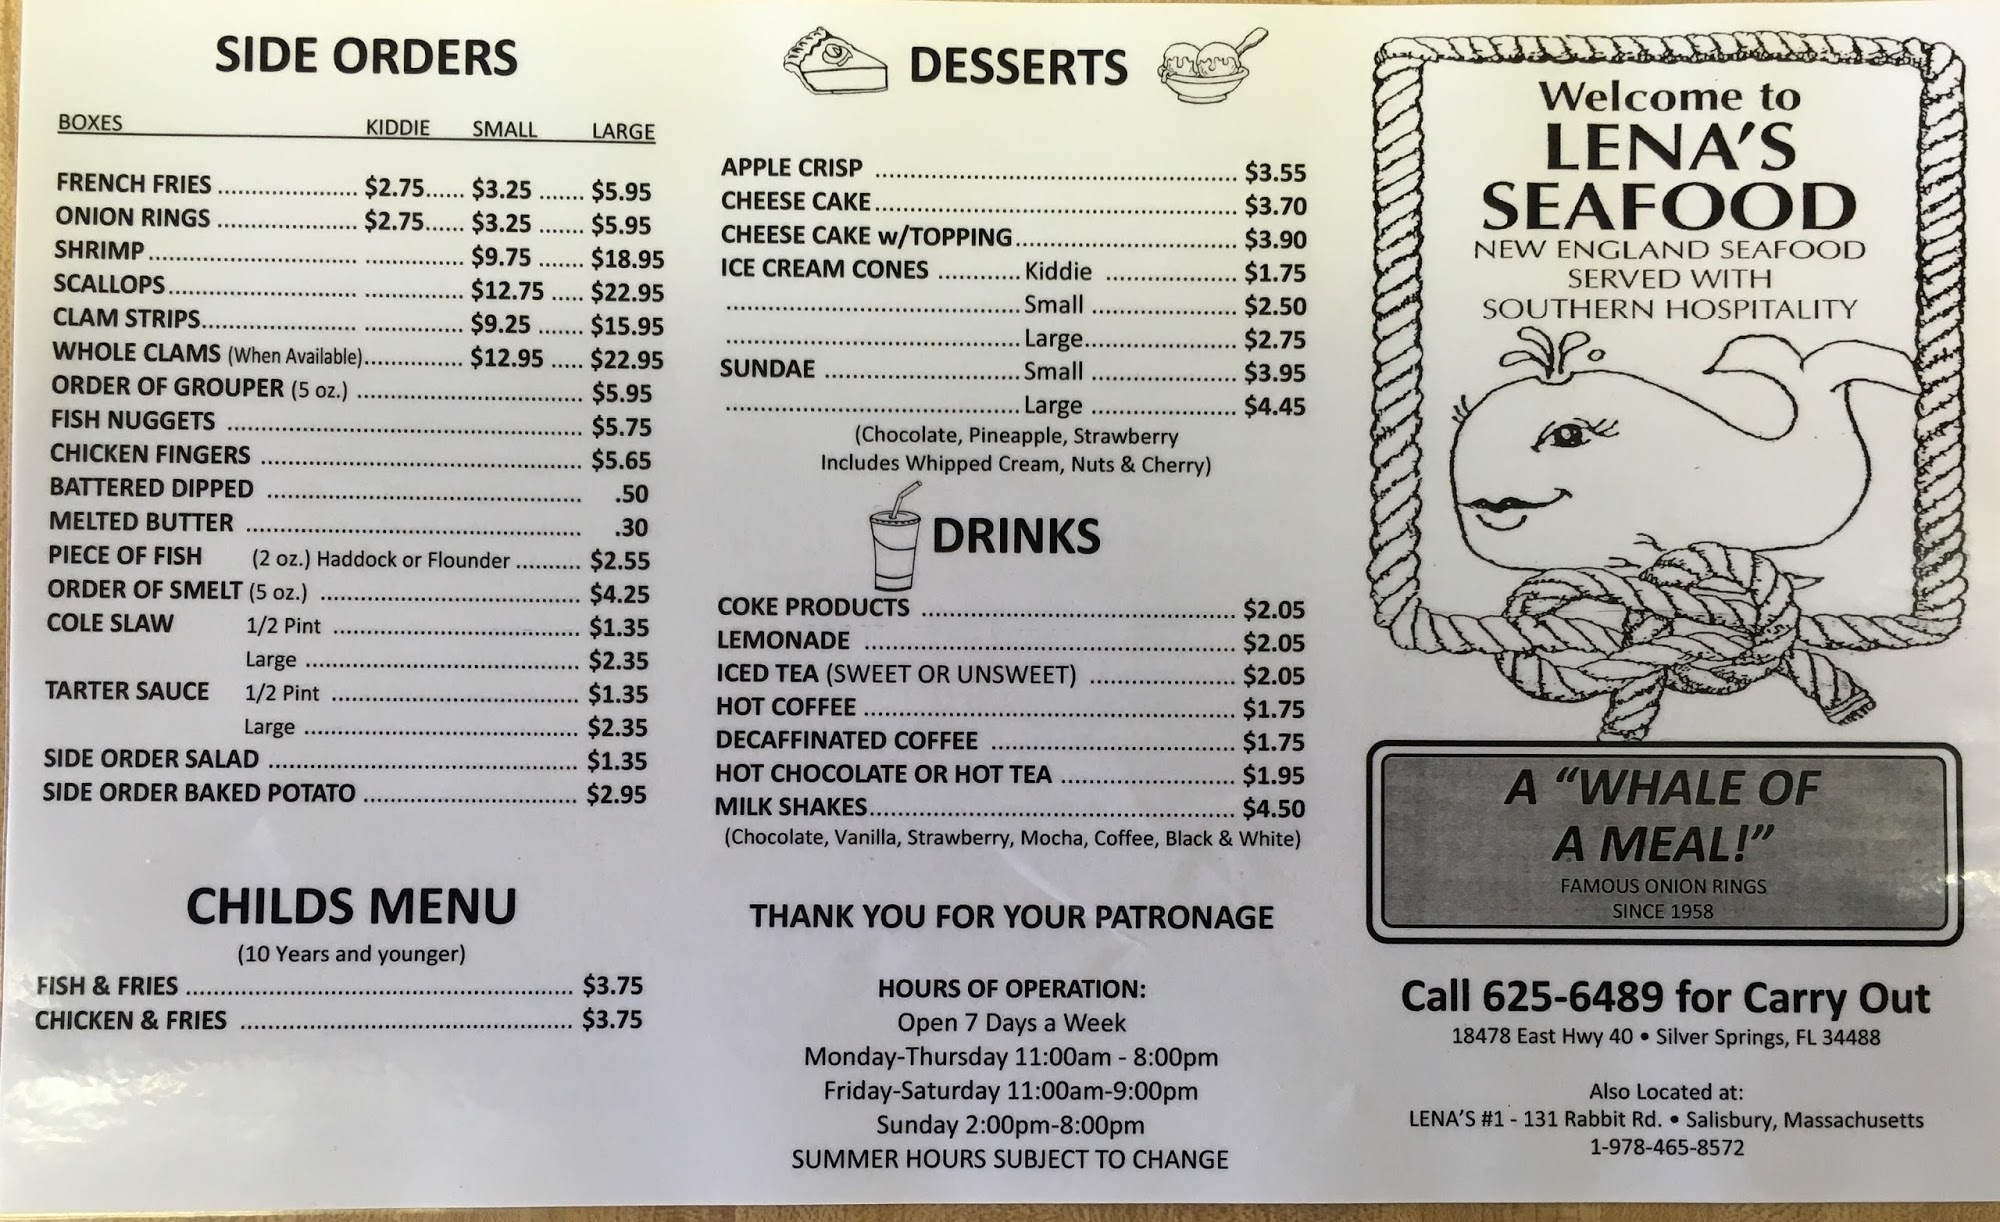 SIDE ORDERS
BOXES KIDDIE SMALL LARGE
FRENCH FRIES .................... $2.75...... $3.25 ....... $5.95
ONION RINGS .................... $2.75...... $3.25 ....... $5.95
SHRIMP.............................. .............. $9.75 ....... $18.95
SCALLOPS........................... .............. $12.75 ..... $22.95
CLAM STRIPS...................... .............. $9.25 ....... $15.95
WHOLE CLAMS (When Available).............. $12.95 ..... $22.95
ORDER OF GROUPER (5 oz.) .................................. $5.95
FISH NUGGETS .................................................... $5.75
CHICKEN FINGERS ............................................... $5.65
BATTERED DIPPED .............................................. .50
MELTED BUTTER ................................................. .30
PIECE OF FISH (2 oz.) Haddock or Flounder .......... $2.55
ORDER OF SMELT (5 oz.) ...................................... $4.25
COLE SLAW 1/2 Pint .................................... $1.35
Large ........................................ $2.35
TARTER SAUCE 1/2 Pint .................................... $1.35
Large ........................................ $2.35
SIDE ORDER SALAD ............................................. $1.35
SIDE ORDER BAKED POTATO ............................... $2.95
CHILDS MENU
(10 Years and younger)
FISH & FRIES ........................................................ $3.75
CHICKEN & FRIES ................................................ $3.75
DESSERTS
APPLE CRISP ..................................................... $3.55
CHEESE CAKE..................................................... $3.70
CHEESE CAKE w/TOPPING................................ $3.90
ICE CREAM CONES ............ Kiddie ................... $1.75
........................................... Small ..................... $2.50
........................................... Large...................... $2.75
SUNDAE ............................ Small ..................... $3.95
........................................... Large ..................... $4.45
(Chocolate, Pineapple, Strawberry
Includes Whipped Cream, Nuts & Cherry)
DRINKS
COKE PRODUCTS .............................................. $2.05
LEMONADE ...................................................... $2.05
ICED TEA (SWEET OR UNSWEET) ..................... $2.05
HOT COFFEE ...................................................... $1.75
DECAFFINATED COFFEE ................................... $1.75
HOT CHOCOLATE OR HOT TEA ......................... $1.95
MILK SHAKES..................................................... $4.50
(Chocolate, Vanilla, Strawberry, Mocha, Coffee, Black & White)
THANK YOU FOR YOUR PATRONAGE
HOURS OF OPERATION:
Open 7 Days a Week
Monday-Thursday 11:00am - 8:00pm
Friday-Saturday 11:00am-9:00pm
Sunday 2:00pm-8:00pm
SUMMER HOURS SUBJECT TO CHANGE
Welcome to
LENA'S
SEAFOOD
NEW ENGLAND SEAFOOD
SERVED WITH
SOUTHERN HOSPITALITY
A "WHALE OF
A MEAL!"
FAMOUS ONION RINGS
SINCE 1958
Call 625-6489 for Carry Out
18478 East Hwy 40 • Silver Springs, FL 34488
Also Located at:
LENA'S #1 - 131 Rabbit Rd. • Salisbury, Massachusetts
1-978-465-8572